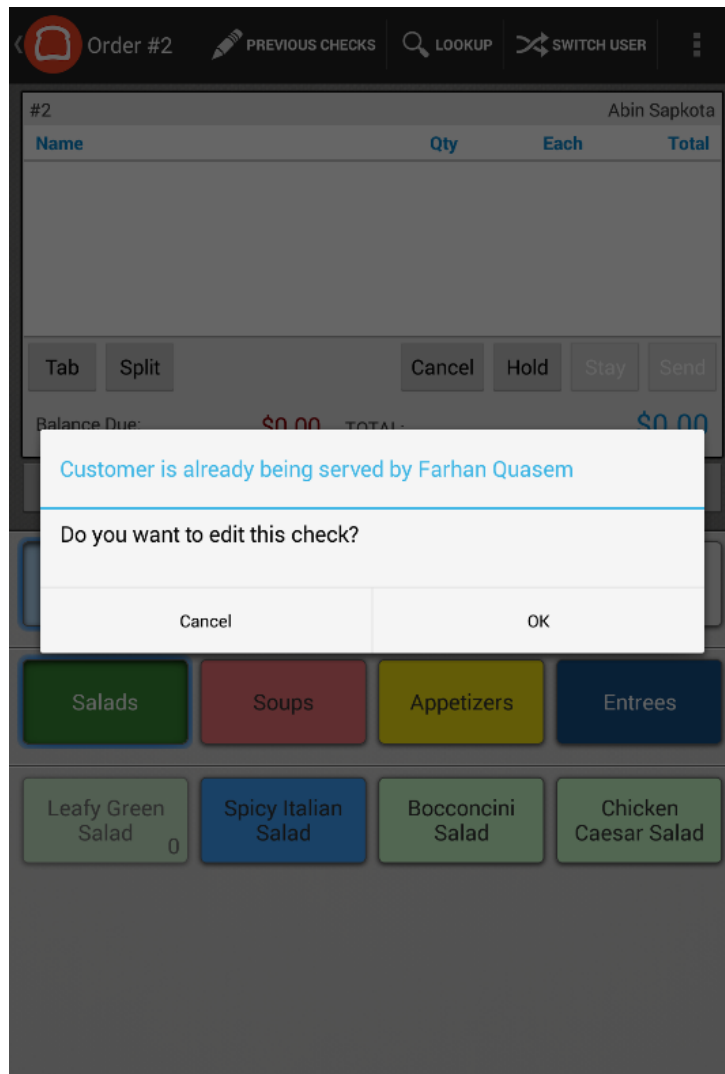 Order #2 PREVIOUS CHECKS LOOKUP SWITCH USER
#2 Abin Sapkota
Name Qty Each Total
Tab Split Cancel Hold Stay Send
Balance Due: $0.00 TOTAL: $0.00
Customer is already being served by Farhan Quasem
Do you want to edit this check?
Cancel OK
Salads Soups Appetizers Entrees
Leafy Green Spicy Italian Bocconcini Chicken
Salad 0 Salad Salad Caesar Salad